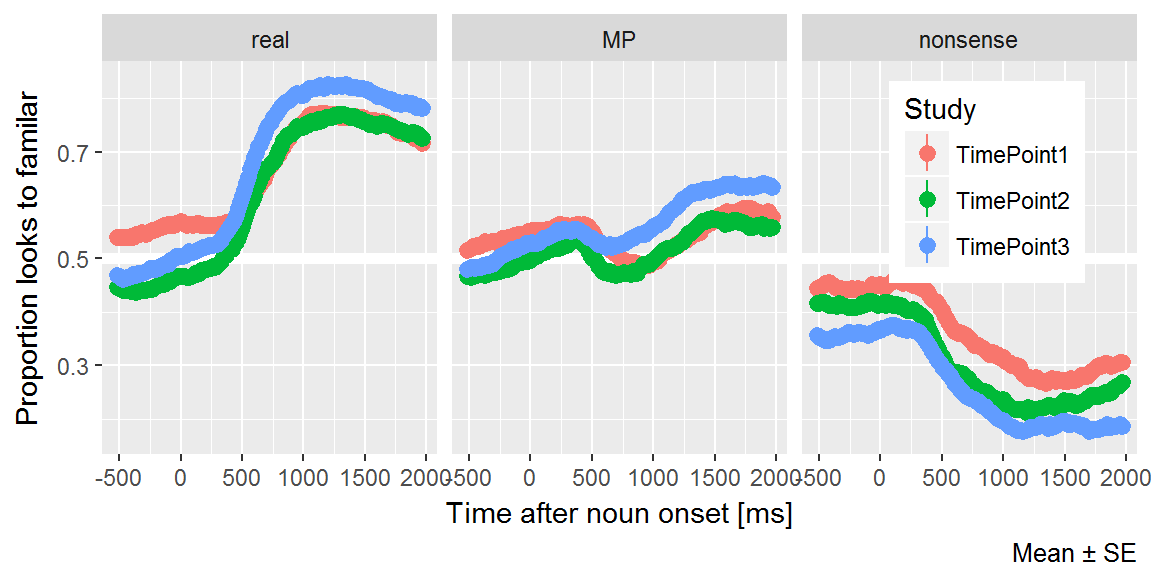 real MP nonsense
Proportion looks to familar
0.7
0.5
0.3
Study
TimePoint1
TimePoint2
TimePoint3
-500 0 500 1000 1500 2000 -500 0 500 1000 1500 2000 -500 0 500 1000 1500 2000
Time after noun onset [ms]
Mean ± SE